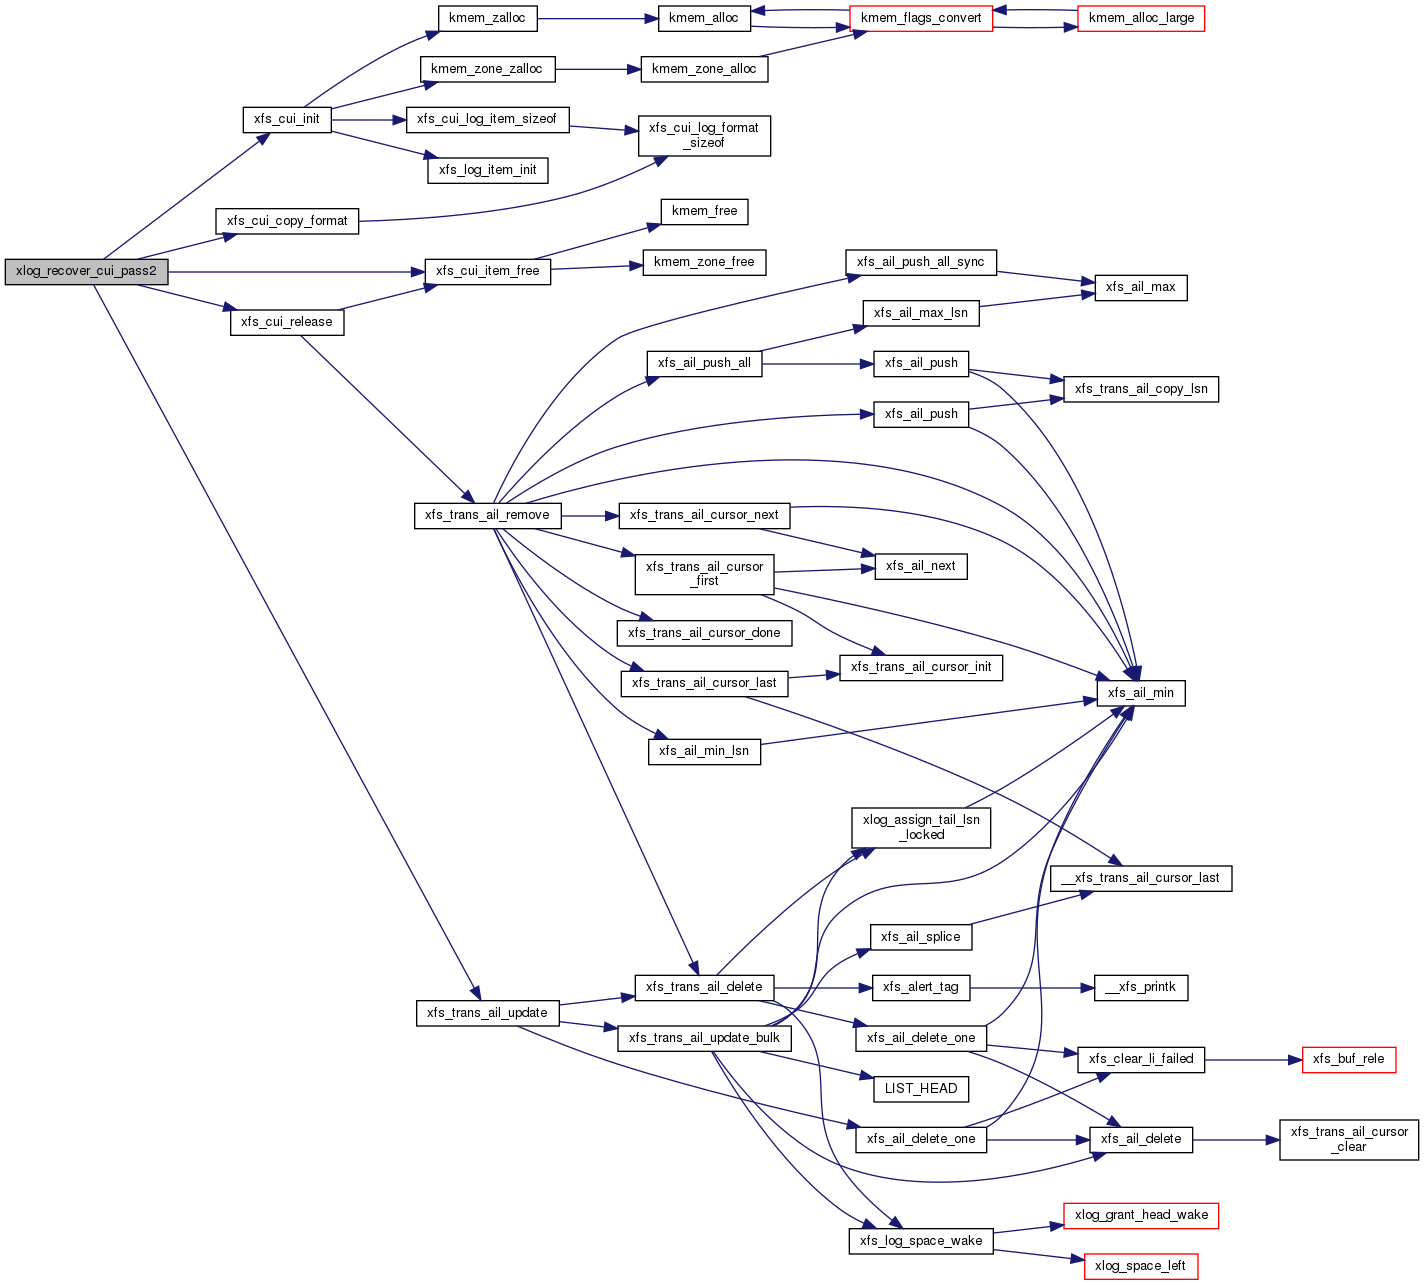 kmem_zalloc
kmem_alloc
kmem_flags_convert
kmem_alloc_large
kmem_zone_zalloc
kmem_zone_alloc
xfs_cui_init
xfs_cui_log_item_sizeof
xfs_cui_log_format
_sizeof
xfs_log_item_init
xfs_cui_copy_format
kmem_free
xlog_recover_cui_pass2
xfs_cui_item_free
kmem_zone_free
xfs_ail_push_all_sync
xfs_ail_max
xfs_cui_release
xfs_ail_max_lsn
xfs_ail_push_all
xfs_ail_push
xfs_trans_ail_copy_lsn
xfs_ail_push
xfs_trans_ail_remove
xfs_trans_ail_cursor_next
xfs_trans_ail_cursor
_first
xfs_ail_next
xfs_trans_ail_cursor_done
xfs_trans_ail_cursor_init
xfs_trans_ail_cursor_last
xfs_ail_min
xfs_ail_min_lsn
xlog_assign_tail_lsn
_locked
__xfs_trans_ail_cursor_last
xfs_ail_splice
xfs_trans_ail_delete
xfs_alert_tag
__xfs_printk
xfs_trans_ail_update
xfs_trans_ail_update_bulk
xfs_ail_delete_one
xfs_clear_li_failed
xfs_buf_rele
LIST_HEAD
xfs_ail_delete_one
xfs_ail_delete
xfs_trans_ail_cursor
_clear
xfs_log_space_wake
xlog_grant_head_wake
xlog_space_left